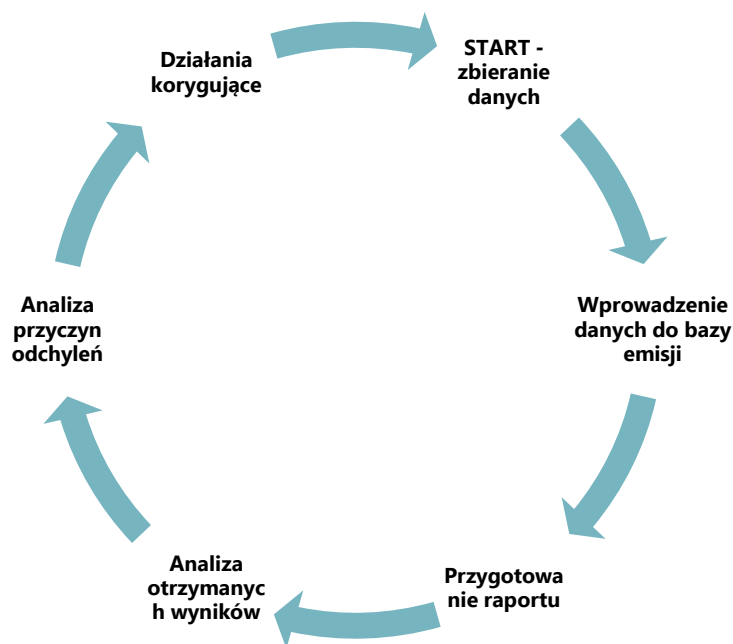 START -
zbieranie
danych
Wprowadzenie
danych do bazy
emisji
Przygotowa
nie raportu
Analiza
otrzymanyc
h wyników
Analiza
przyczyn
odchyleń
Działania
korygujące